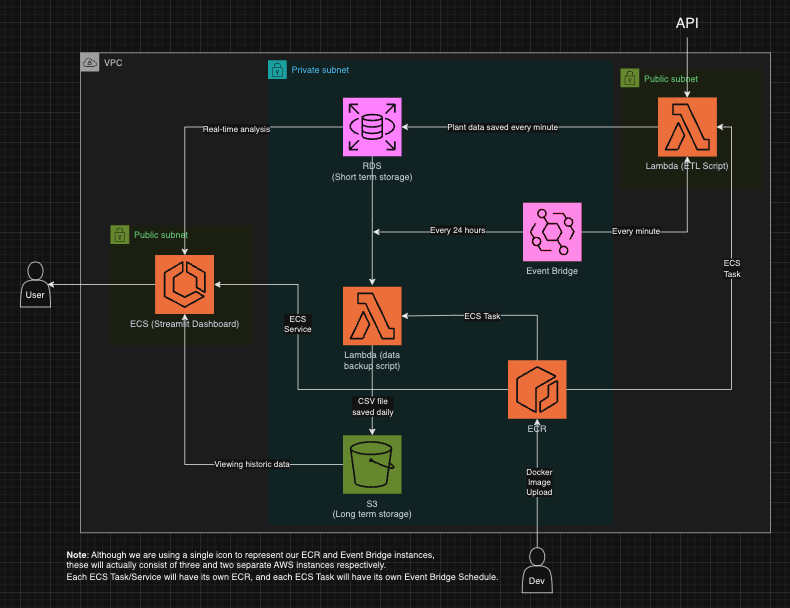 API
VPC
Private subnet
Public subnet
Real-time analysis
Plant data saved every minute
RDS
(Short term storage)
Lambda (ETL Script)
Public subnet
Every 24 hours
Every minute
Event Bridge
ECS
Task
User
ECS (Streamlit Dashboard)
ECS
Service
ECS Task
Lambda (data
backup script)
CSV file
saved daily
ECR
Viewing historic data
Docker
Image
Upload
S3
(Long term storage)
Note: Although we are using a single icon to represent our ECR and Event Bridge instances,
these will actually consist of three and two separate AWS instances respectively.
Each ECS Task/Service will have its own ECR, and each ECS Task will have its own Event Bridge Schedule.
Dev